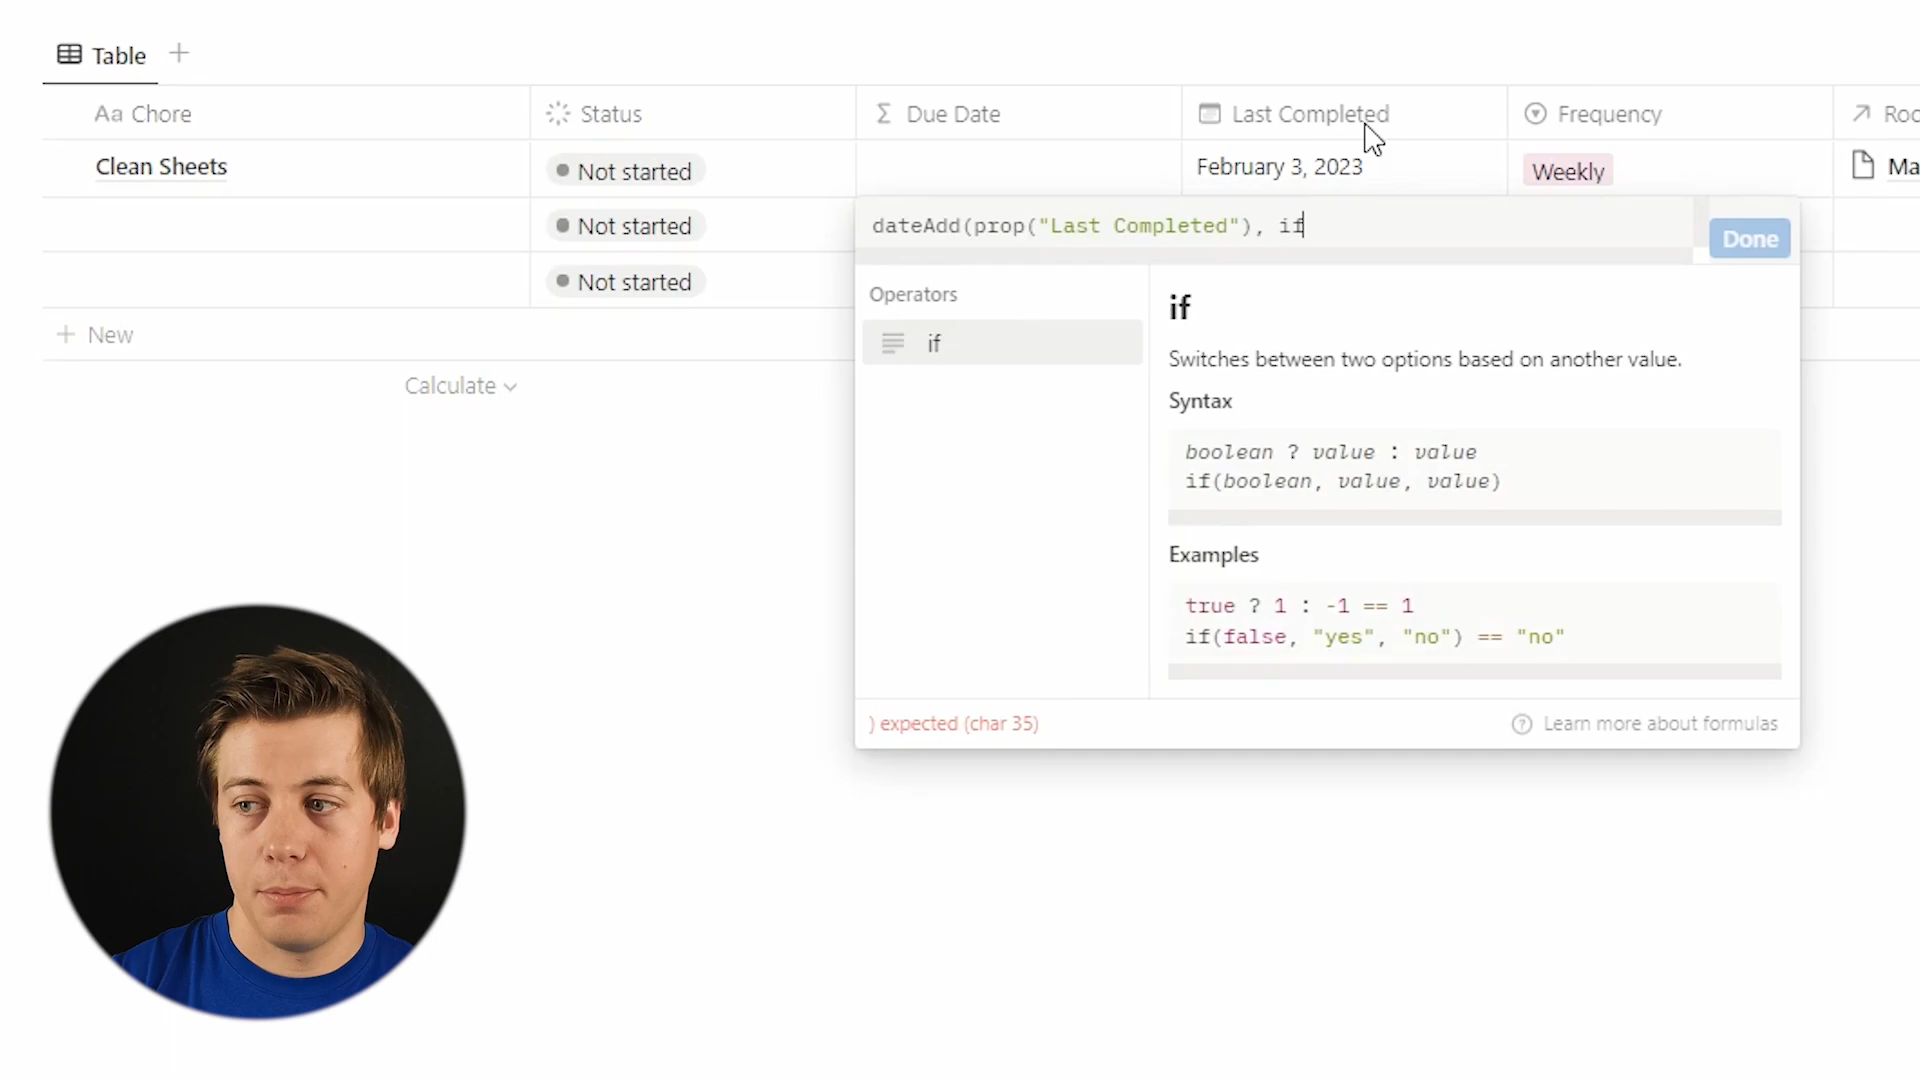 Table
Aa Chore
Status
Due Date
Last Completed
Frequency
Clean Sheets
Not started
February 3, 2023
Weekly
Not started
dateAdd(prop("Last Completed"), if
Done
Not started
Operators
if
if
Switches between two options based on another value.
Syntax
boolean ? value : value
if(boolean, value, value)
Examples
true ? 1 : -1 == 1
if(false, "yes", "no") == "no"
) expected (char 35)
Learn more about formulas
+ New
Calculate